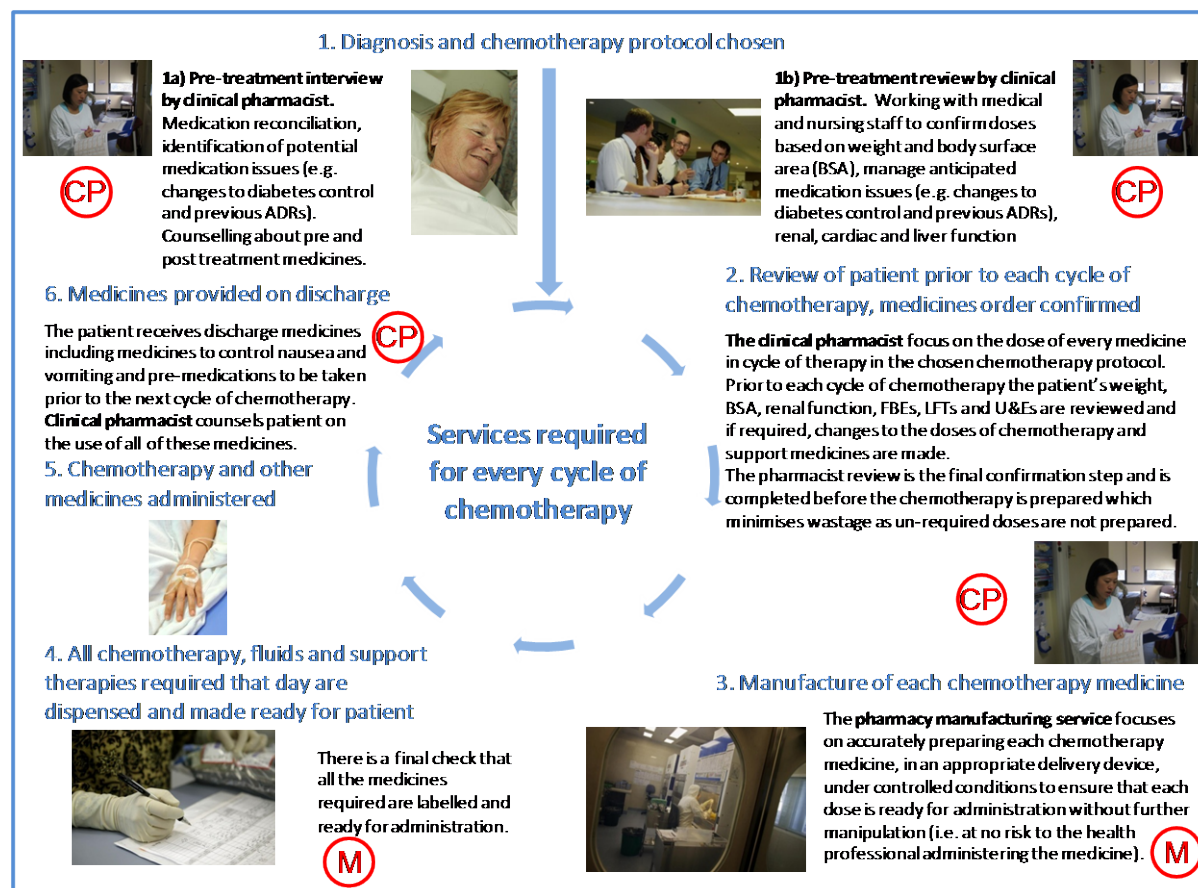 1. Diagnosis and chemotherapy protocol chosen
1a) Pre-treatment interview
by clinical pharmacist.
Medication reconciliation,
identification of potential
medication issues (e.g.
changes to diabetes control
and previous ADRs).
Counselling about pre and
post treatment medicines.
CP
1b) Pre-treatment review by clinical
pharmacist. Working with medical
and nursing staff to confirm doses
based on weight and body surface
area (BSA), manage anticipated
medication issues (e.g. changes to
diabetes control and previous ADRs),
renal, cardiac and liver function
CP
2. Review of patient prior to each cycle of
chemotherapy, medicines order confirmed
The clinical pharmacist focus on the dose of every medicine
in cycle of therapy in the chosen chemotherapy protocol.
Prior to each cycle of chemotherapy the patient's weight,
BSA, renal function, FBEs, LFTs and U&Es are reviewed and
if required, changes to the doses of chemotherapy and
support medicines are made.
The pharmacist review is the final confirmation step and is
completed before the chemotherapy is prepared which
minimises wastage as un-required doses are not prepared.
CP
3. Manufacture of each chemotherapy medicine
The pharmacy manufacturing service focuses
on accurately preparing each chemotherapy
medicine, in an appropriate delivery device,
under controlled conditions to ensure that each
dose is ready for administration without further
manipulation (i.e. at no risk to the health
professional administering the medicine).
M
4. All chemotherapy, fluids and support
therapies required that day are
dispensed and made ready for patient
There is a final check that
all the medicines
required are labelled and
ready for administration.
M
5. Chemotherapy and other
medicines administered
6. Medicines provided on discharge
The patient receives discharge medicines
including medicines to control nausea and
vomiting and pre-medications to be taken
prior to the next cycle of chemotherapy.
Clinical pharmacist counsels patient on
the use of all of these medicines.
CP
Services required
for every cycle of
chemotherapy